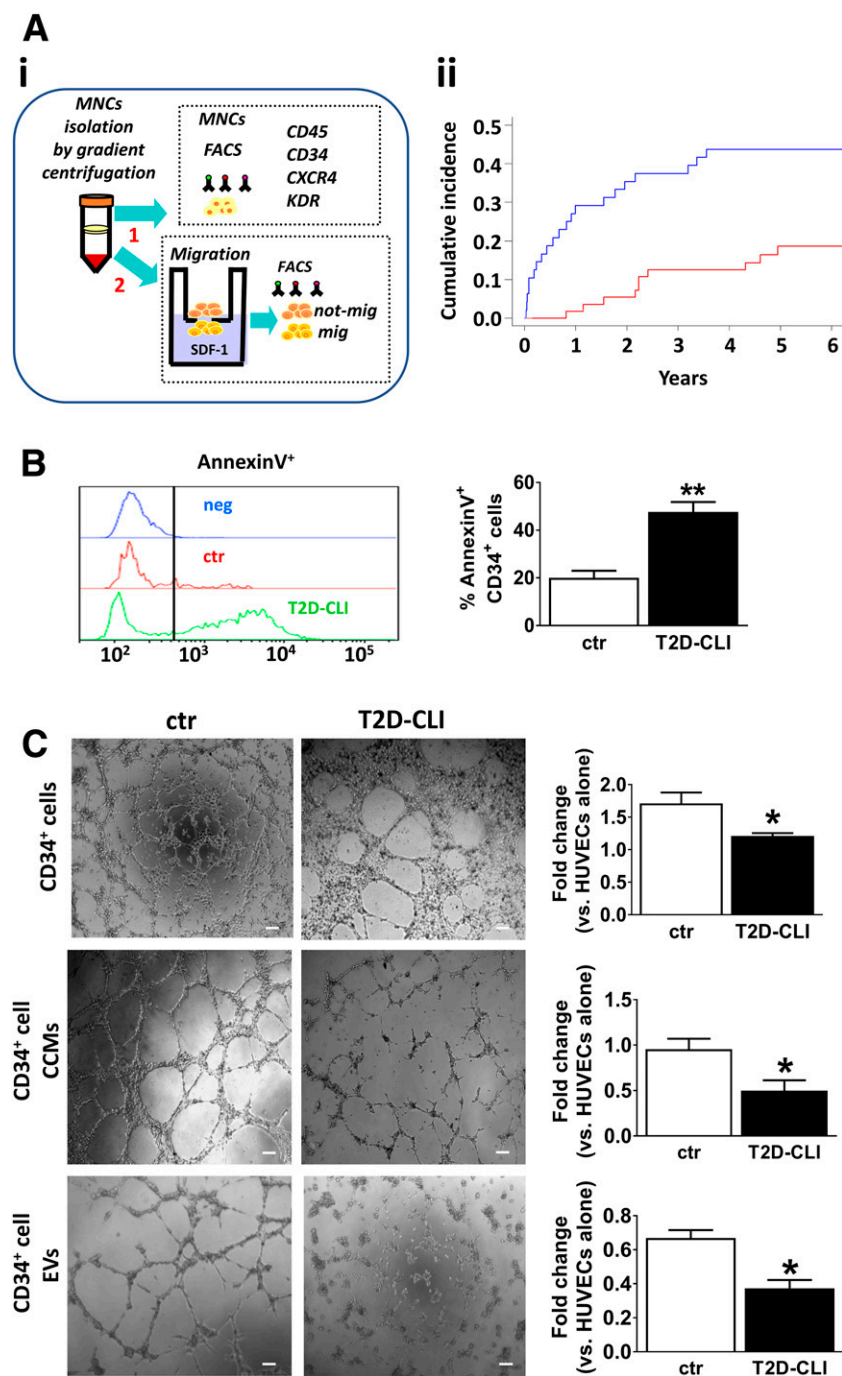 A
i
MNCs
isolation
by gradient
centrifugation
1
2
MNCs
FACS
CD45
CD34
CXCR4
KDR
Migration
SDF-1
FACS
not-mig
mig
ii
Cumulative incidence
0.5
0.4
0.3
0.2
0.1
0.0
0 1 2 3 4 5 6
Years
B
AnnexinV⁺
neg
ctr
T2D-CLI
10² 10³ 10⁴ 10⁵
% AnnexinV⁺
CD34⁺ cells
60
40
20
0
**
ctr T2D-CLI
C
ctr T2D-CLI
CD34⁺ cells
Fold change
(vs. HUVECs alone)
2.0
1.5
1.0
0.5
0.0
*
ctr T2D-CLI
CD34⁺ cell
CCMs
Fold change
(vs. HUVECs alone)
1.5
1.0
0.5
0.0
*
ctr T2D-CLI
CD34⁺ cell
EVs
Fold change
(vs. HUVECs alone)
0.8
0.6
0.4
0.2
0.0
*
ctr T2D-CLI